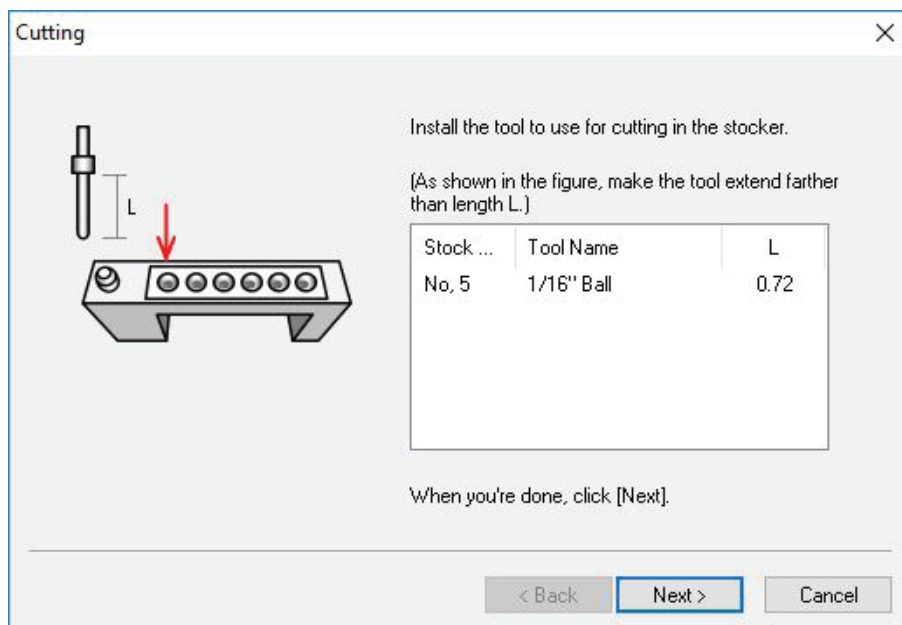 Cutting
Install the tool to use for cutting in the stocker.
(As shown in the figure, make the tool extend farther
than length L.)
L
Stock ... Tool Name L
No, 5 1/16" Ball 0.72
When you're done, click [Next].
< Back Next > Cancel